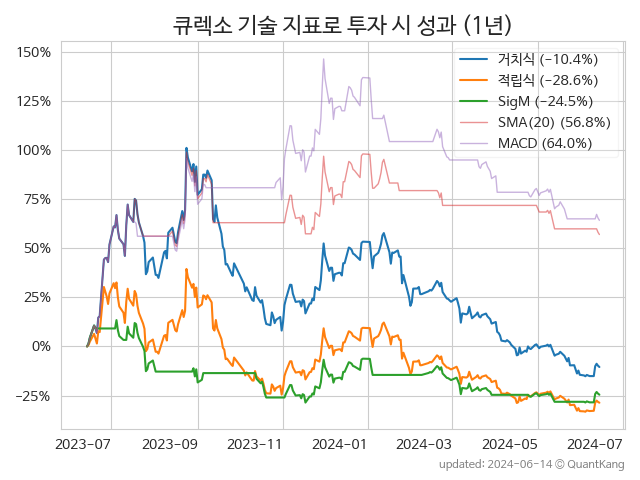 큐렉소 기술 지표로 투자 시 성과 (1년)
150%
125%
100%
75%
50%
25%
0%
−25%
거치식 (−10.4%)
적립식 (−28.6%)
SigM (−24.5%)
SMA(20) (56.8%)
MACD (64.0%)
2023-07
2023-09
2023-11
2024-01
2024-03
2024-05
2024-07
updated: 2024-06-14 © QuantKang